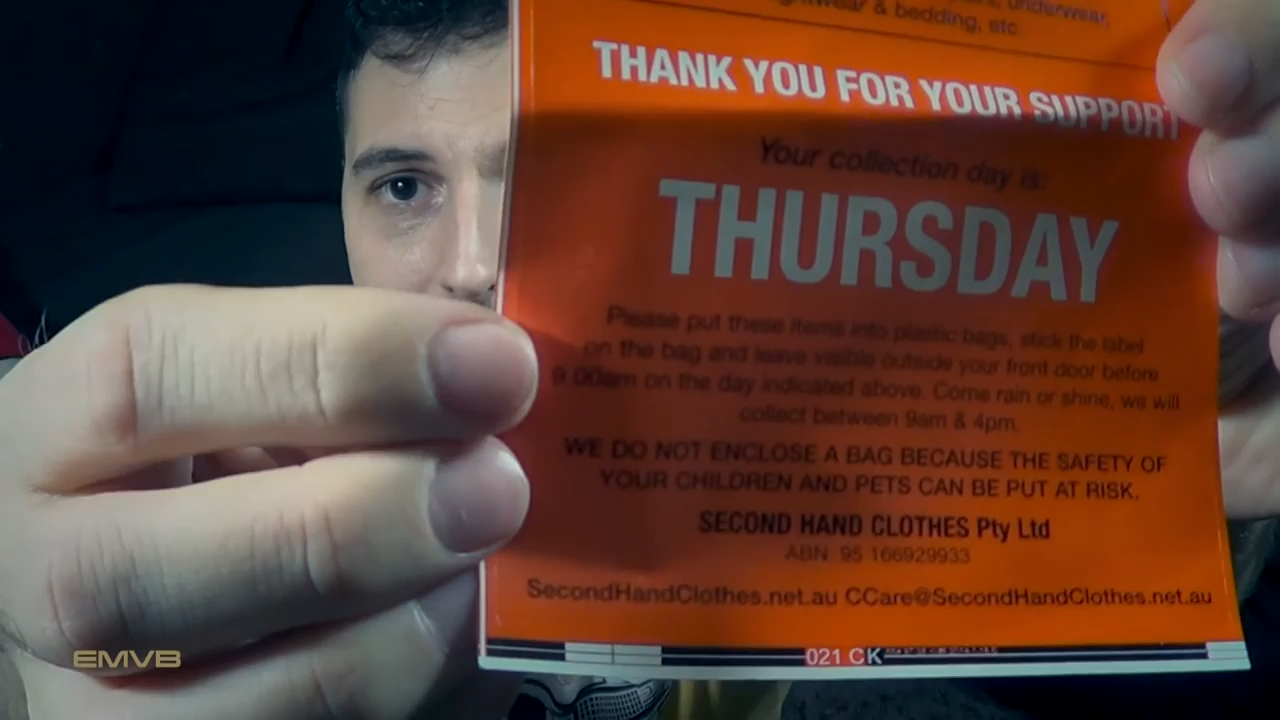 underwear,
& bedding, etc
THANK YOU FOR YOUR SUPPORT
Your collection day is:
THURSDAY
Please put these items into plastic bags, stick the label
on the bag and leave visible outside your front door before
9.00am on the day indicated above. Come rain or shine, we will
collect between 9am & 4pm.
WE DO NOT ENCLOSE A BAG BECAUSE THE SAFETY OF
YOUR CHILDREN AND PETS CAN BE PUT AT RISK.
SECOND HAND CLOTHES Pty Ltd
ABN 95 166929933
SecondHandClothes.net.au CCare@SecondHandClothes.net.au
021 CK
EMVB